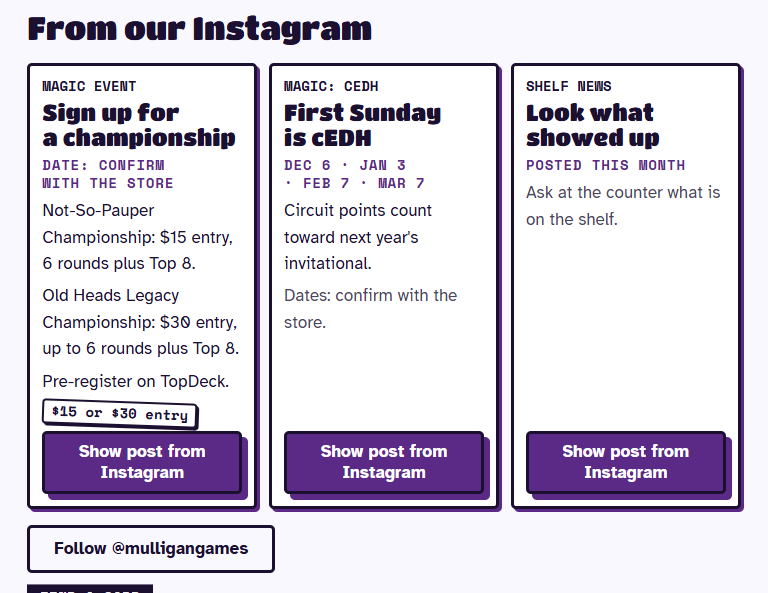 From our Instagram
MAGIC EVENT
Sign up for
a championship
DATE: CONFIRM
WITH THE STORE
Not-So-Pauper
Championship: $15 entry,
6 rounds plus Top 8.
Old Heads Legacy
Championship: $30 entry,
up to 6 rounds plus Top 8.
Pre-register on TopDeck.
$15 or $30 entry
Show post from
Instagram
MAGIC: CEDH
First Sunday
is cEDH
DEC 6 · JAN 3
· FEB 7 · MAR 7
Circuit points count
toward next year's
invitational.
Dates: confirm with the
store.
Show post from
Instagram
SHELF NEWS
Look what
showed up
POSTED THIS MONTH
Ask at the counter what is
on the shelf.
Show post from
Instagram
Follow @mulligangames